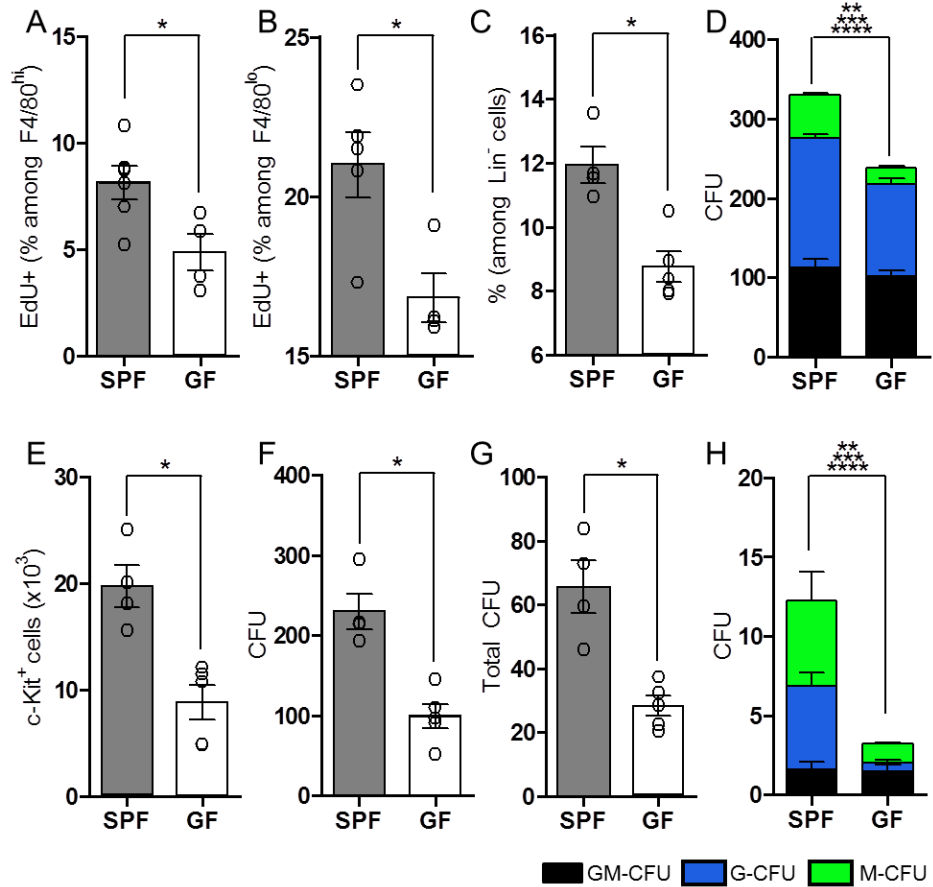 A
EdU+ (% among F4/80hi)
15
10
5
0
*
SPF GF
B
EdU+ (% among F4/80lo)
25
20
15
*
SPF GF
C
% (among Lin- cells)
16
14
12
10
8
6
*
SPF GF
D
CFU
400
300
200
100
0
**
***
****
SPF GF
E
c-Kit+ cells (x10^3)
30
20
10
0
*
SPF GF
F
CFU
400
300
200
100
0
*
SPF GF
G
Total CFU
100
80
60
40
20
0
*
SPF GF
H
CFU
20
15
10
5
0
**
***
****
SPF GF
GM-CFU G-CFU M-CFU